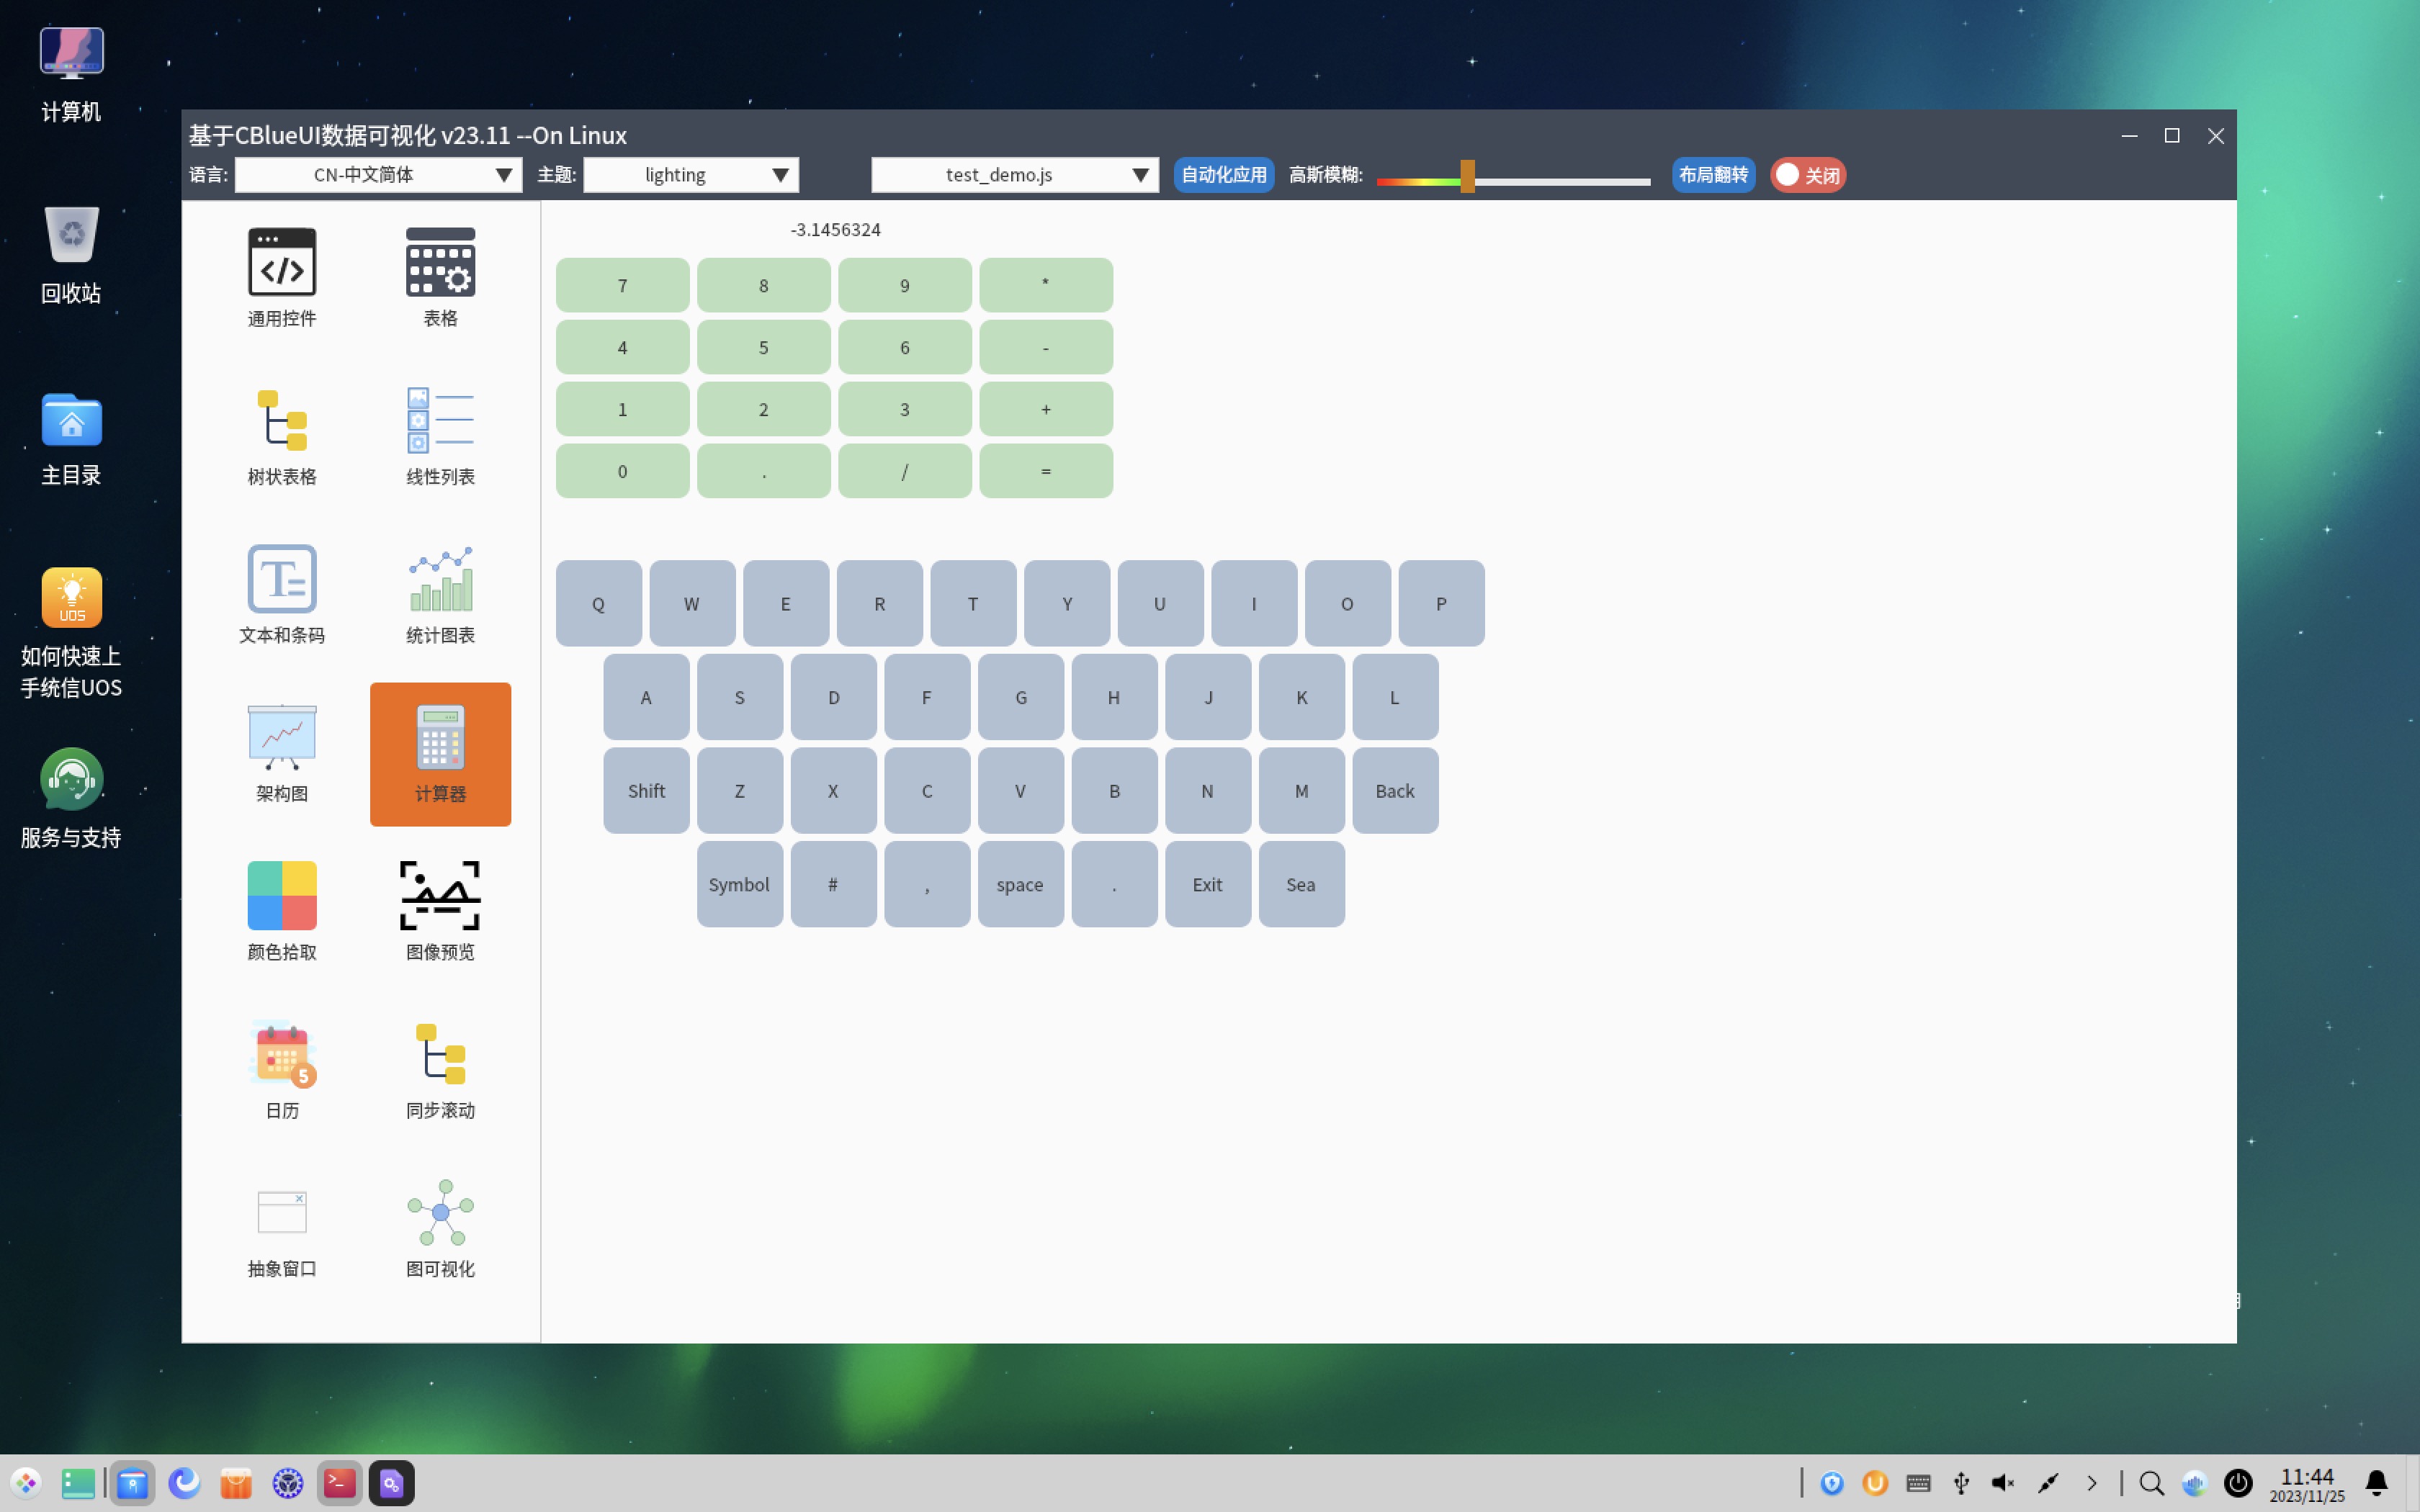 计算机
回收站
主目录
UOS
如何快速上
手统信UOS
服务与支持
基于CBlueUI数据可视化 v23.11 --On Linux
语言: CN-中文简体 主题: lighting test_demo.js 自动化应用 高斯模糊: 布局翻转 关闭
通用控件 表格
树状表格 线性列表
文本和条码 统计图表
架构图 计算器
颜色拾取 图像预览
5
日历 同步滚动
抽象窗口 图可视化
-3.1456324
7 8 9 *
4 5 6 -
1 2 3 +
0 . / =
Q W E R T Y U I O P
A S D F G H J K L
Shift Z X C V B N M Back
Symbol # , space . Exit Sea
11:44
2023/11/25